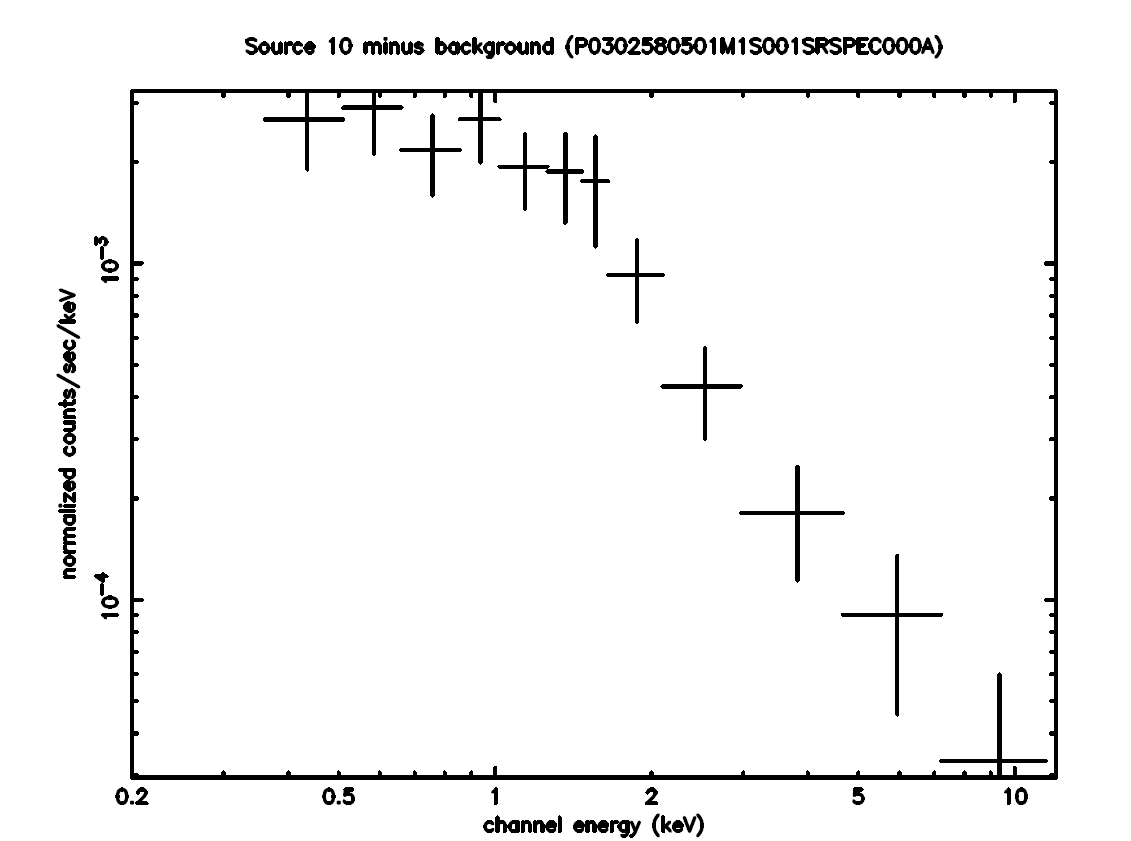 Source 10 minus background (P0302580501M1S001SRSPEC000A)
normalized counts/sec/keV
10⁻³
10⁻⁴
0.2 0.5 1 2 5 10
channel energy (keV)